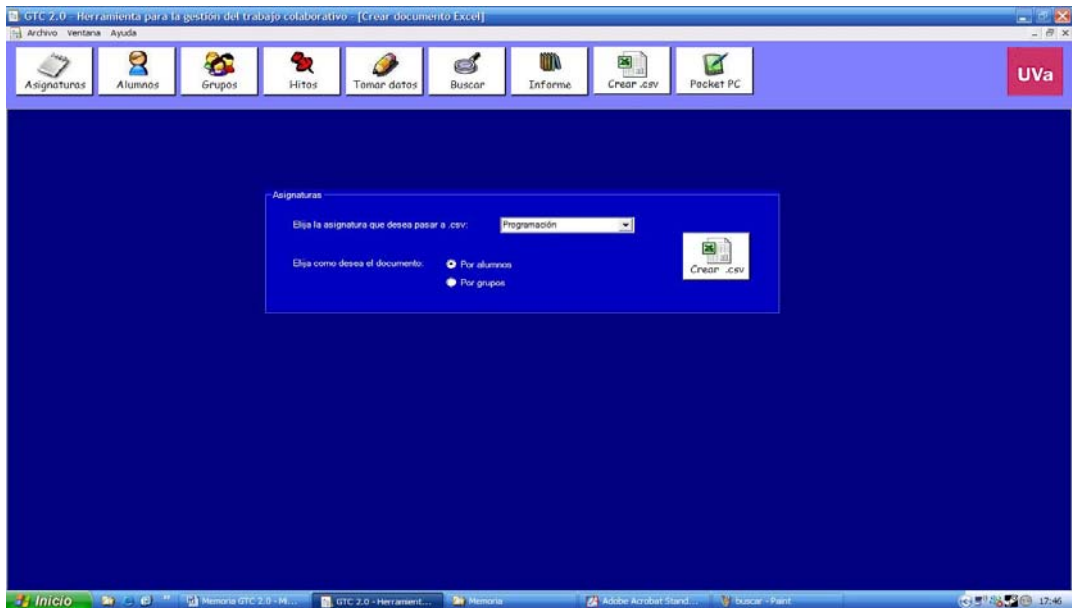 GTC 2.0 - Herramienta para la gestión del trabajo colaborativo - [Crear documento Excel]
Archivo Ventana Ayuda
Asignaturas Alumnos Grupos Hitos Tomar datos Buscar Informe Crear .csv Pocket PC
UVa
Asignaturas
Elija la asignatura que desea pasar a .csv: Programación
Elija como desea el documento: Por alumnos
Por grupos
Crear .csv
Inicio Memoria GTC 2.0 - M... GTC 2.0 - Herrament... Memoria Adobe Acrobat Stand... buscar - Paint 17:46